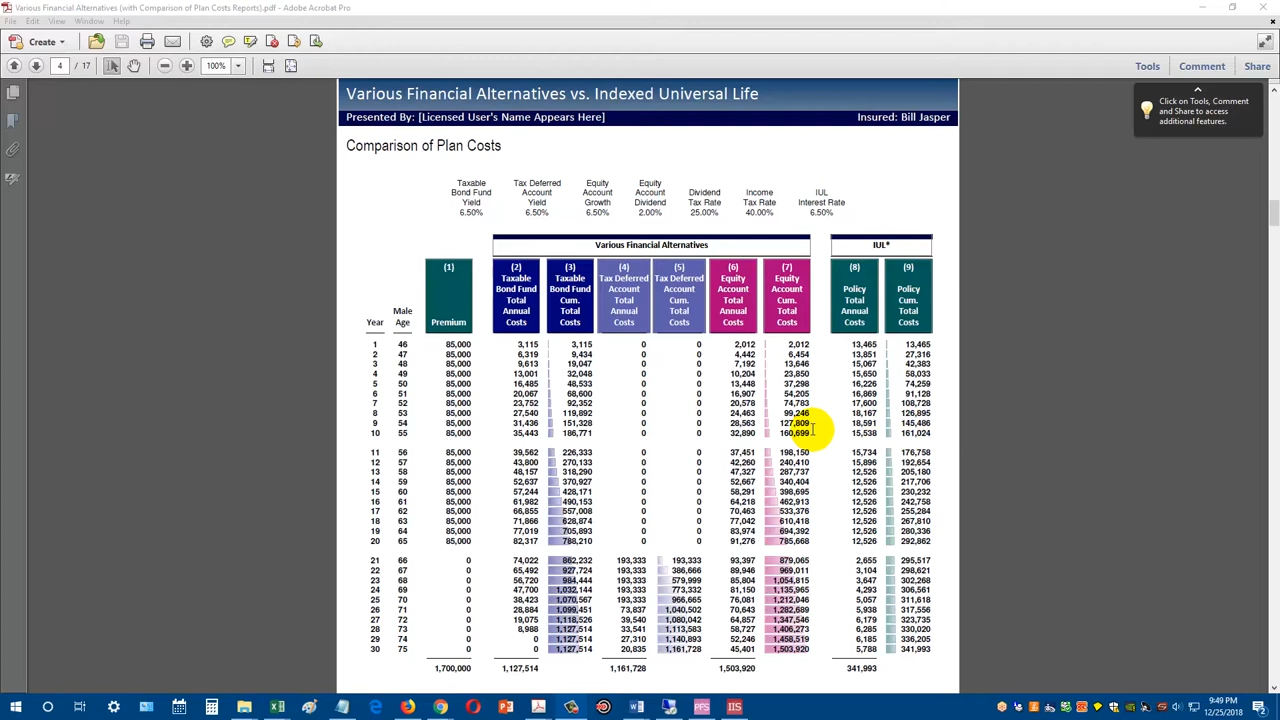 Various Financial Alternatives (with Comparison of Plan Costs Reports).pdf - Adobe Acrobat Pro
File Edit View Window Help
Create
4 / 17 100% Tools Comment Share
Click on Tools, Comment
and Share to access
additional features.
Various Financial Alternatives vs. Indexed Universal Life
Presented By: [Licensed User's Name Appears Here] Insured: Bill Jasper
Comparison of Plan Costs
Taxable Tax Deferred Equity Equity
Bond Fund Account Account Account Dividend Income IUL
Yield Yield Growth Dividend Tax Rate Tax Rate Interest Rate
6.50% 6.50% 6.50% 2.00% 25.00% 40.00% 6.50%
Various Financial Alternatives IUL*
(1) (2) (3) (4) (5) (6) (7) (8) (9)
Taxable Taxable Tax Deferred Tax Deferred Equity Equity
Bond Fund Bond Fund Account Account Account Account Policy Policy
Total Cum. Total Cum. Total Cum. Total Cum.
Male Annual Total Annual Total Annual Total Annual Total
Year Age Premium Costs Costs Costs Costs Costs Costs Costs Costs
1 46 85,000 3,115 3,115 0 0 2,012 2,012 13,465 13,465
2 47 85,000 6,319 9,434 0 0 4,442 6,454 13,851 27,316
3 48 85,000 9,613 19,047 0 0 7,192 13,646 15,067 42,383
4 49 85,000 13,001 32,048 0 0 10,204 23,850 15,650 58,033
5 50 85,000 16,485 48,533 0 0 13,448 37,298 16,226 74,259
6 51 85,000 20,067 68,600 0 0 16,907 54,205 16,869 91,128
7 52 85,000 23,752 92,352 0 0 20,578 74,783 17,600 108,728
8 53 85,000 27,540 119,892 0 0 24,463 99,246 18,167 126,895
9 54 85,000 31,436 151,328 0 0 28,563 127,809 18,591 145,486
10 55 85,000 35,443 186,771 0 0 32,890 160,699 15,538 161,024
11 56 85,000 39,562 226,333 0 0 37,451 198,150 15,734 176,758
12 57 85,000 43,800 270,133 0 0 42,260 240,410 15,896 192,654
13 58 85,000 48,157 318,290 0 0 47,327 287,737 12,526 205,180
14 59 85,000 52,637 370,927 0 0 52,667 340,404 12,526 217,706
15 60 85,000 57,244 428,171 0 0 58,291 398,695 12,526 230,232
16 61 85,000 61,982 490,153 0 0 64,218 462,913 12,526 242,758
17 62 85,000 66,855 557,008 0 0 70,463 533,376 12,526 255,284
18 63 85,000 71,866 628,874 0 0 77,042 610,418 12,526 267,810
19 64 85,000 77,019 705,893 0 0 83,974 694,392 12,526 280,336
20 65 85,000 82,317 788,210 0 0 91,276 785,668 12,526 292,862
21 66 0 74,022 862,232 193,333 193,333 93,397 879,065 2,655 295,517
22 67 0 65,492 927,724 193,333 386,666 89,946 969,011 3,104 298,621
23 68 0 56,720 984,444 193,333 579,999 85,804 1,054,815 3,647 302,268
24 69 0 47,700 1,032,144 193,333 773,332 81,150 1,135,965 4,293 306,561
25 70 0 38,423 1,070,567 193,333 966,665 76,081 1,212,046 5,057 311,618
26 71 0 28,884 1,099,451 73,837 1,040,502 70,643 1,282,689 5,938 317,556
27 72 0 19,075 1,118,526 39,540 1,080,042 64,857 1,347,546 6,179 323,735
28 73 0 8,988 1,127,514 33,541 1,113,583 58,727 1,406,273 6,285 330,020
29 74 0 0 1,127,514 27,310 1,140,893 52,246 1,458,519 6,185 336,205
30 75 0 0 1,127,514 20,835 1,161,728 45,401 1,503,920 5,788 341,993
1,700,000 1,127,514 1,161,728 1,503,920 341,993
PFS IIS 9:49 PM
12/25/2018